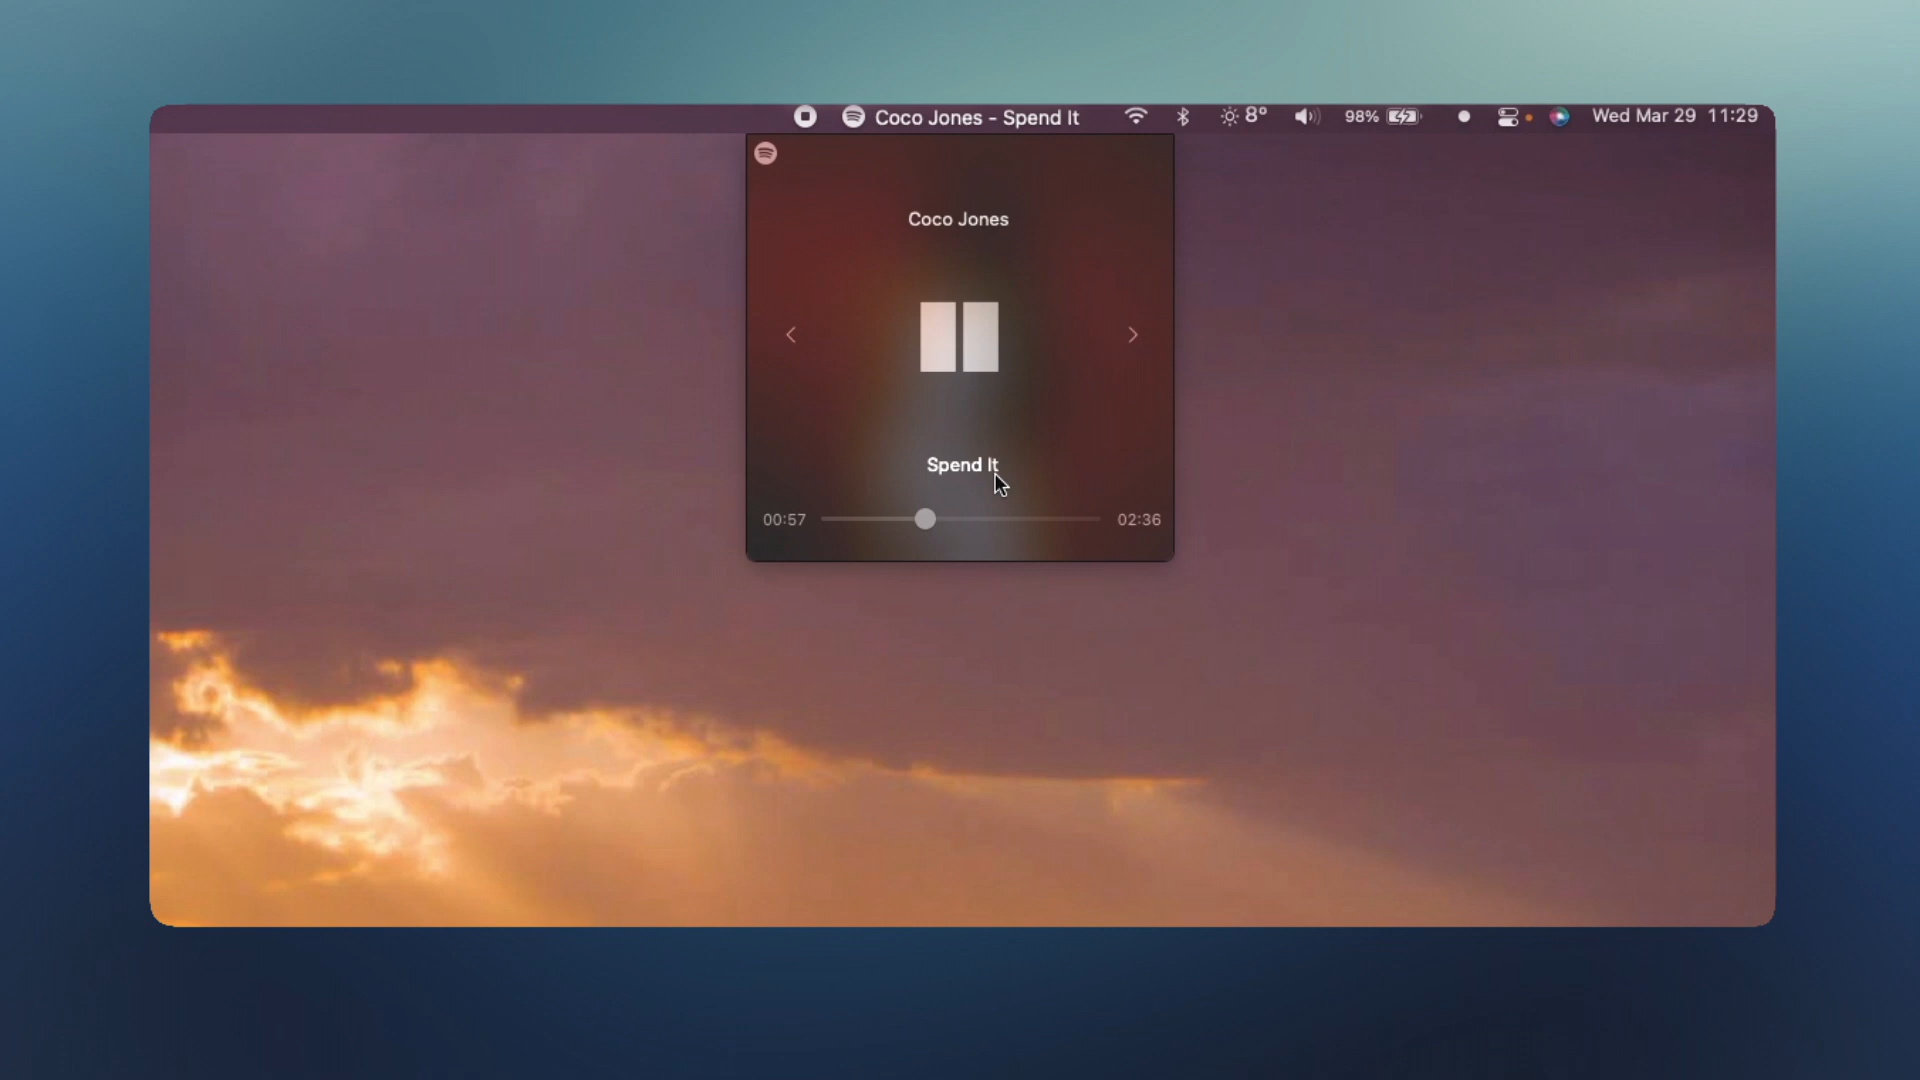 Coco Jones - Spend It 8° 98% Wed Mar 29 11:29
Coco Jones
Spend It
00:57 02:36